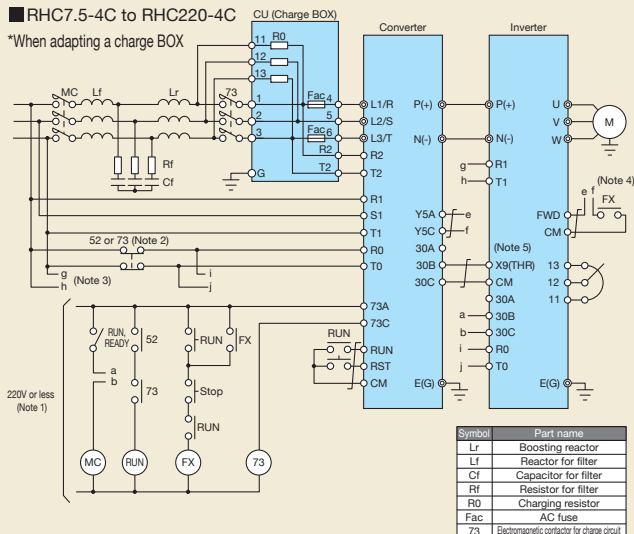 ■RHC7.5-4C to RHC220-4C
*When adapting a charge BOX
CU (Charge BOX)
Converter
Inverter
11 R0
12
13
MC Lf Lr 73
1 Fac 4 L1/R P(+) P(+) U
2 5 L2/S V M
3 Fac 6 L3/T N(-) N(-) W
R2 R2
T2 T2
G
Rf
Cf
g R1
h T1
(Note 4)
e f
FX
R1
S1
T1
R0
T0
Y5A e
Y5C f
30A
30B
30C
FWD
CM
(Note 5)
X9(THR) 13
CM 12
30A 11
a 30B
b 30C
i R0
j T0
52 or 73 (Note 2)
g (Note 3) i
h j
73A
73C
RUN
RUN
RST
CM
E(G)
E(G)
RUN, READY
52
RUN
FX
a
b
73
Stop
RUN
220V or less
(Note 1)
MC RUN FX 73
Symbol Part name
Lr Boosting reactor
Lf Reactor for filter
Cf Capacitor for filter
Rf Resistor for filter
R0 Charging resistor
Fac AC fuse
73 Electromagnetic contactor for charge circuit